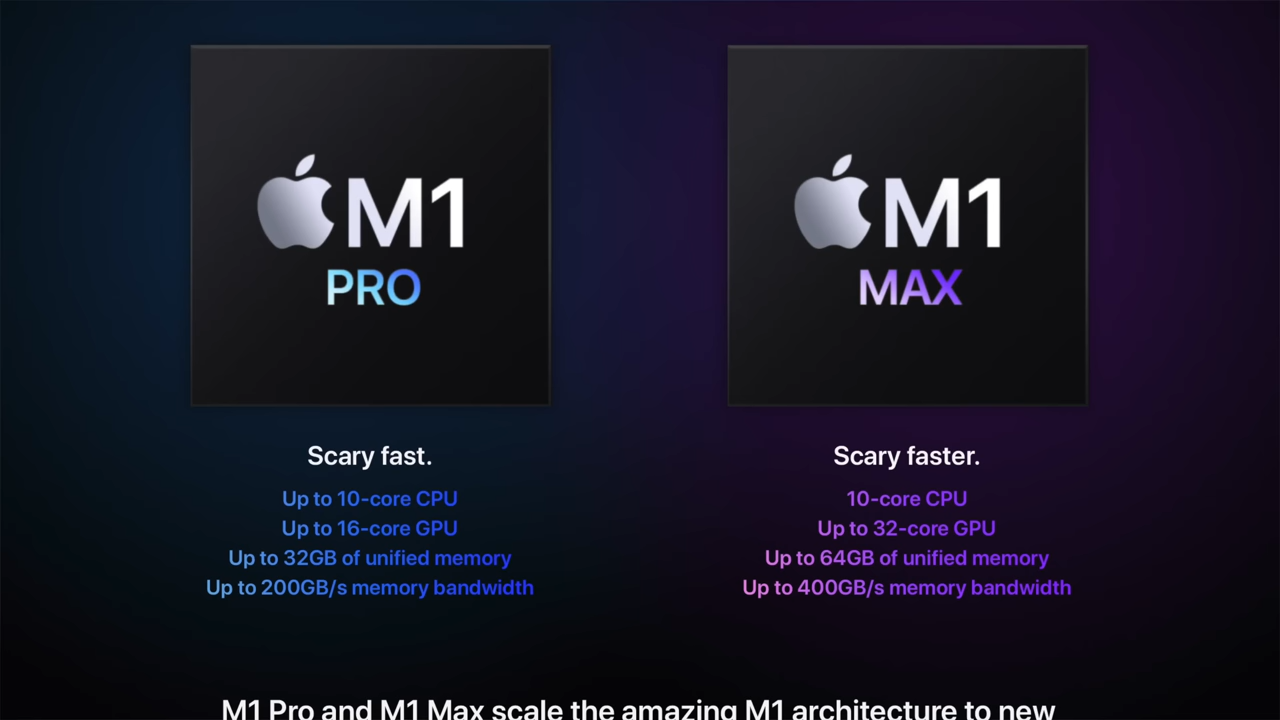 M1
PRO
Scary fast.
Up to 10-core CPU
Up to 16-core GPU
Up to 32GB of unified memory
Up to 200GB/s memory bandwidth
M1
MAX
Scary faster.
10-core CPU
Up to 32-core GPU
Up to 64GB of unified memory
Up to 400GB/s memory bandwidth
M1 Pro and M1 Max scale the amazing M1 architecture to new